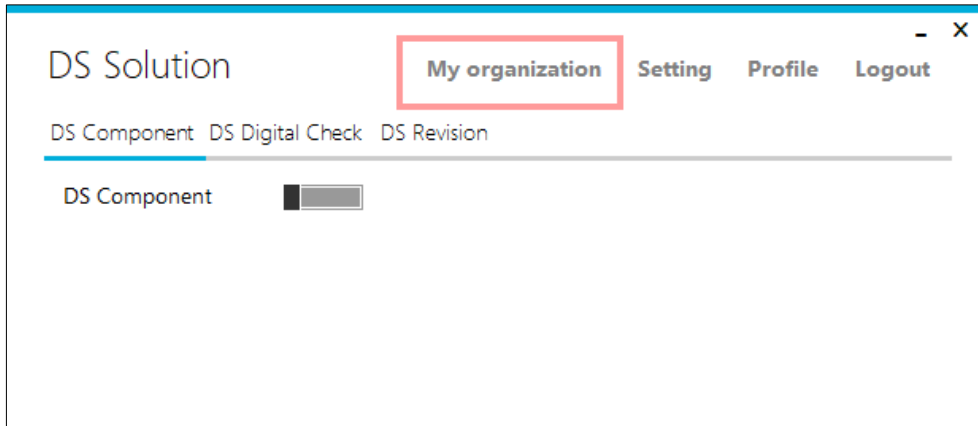 DS Solution
My organization Setting Profile Logout
DS Component DS Digital Check DS Revision
DS Component